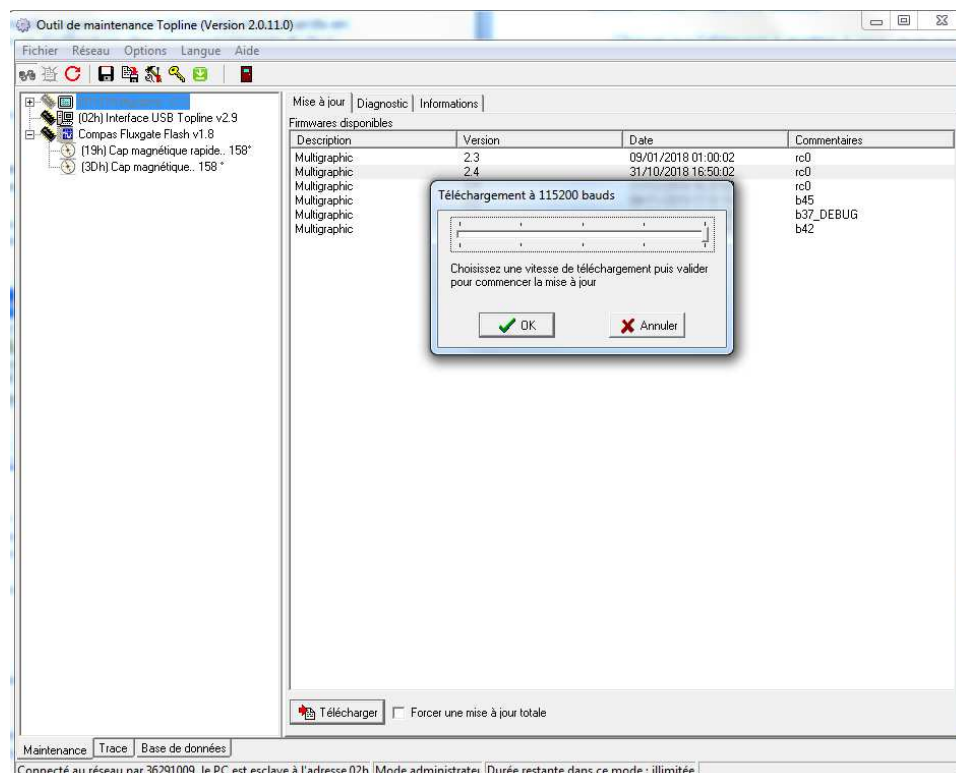 Outil de maintenance Topline (Version 2.0.11.0)
Fichier Réseau Options Langue Aide
(02h) Interface USB Topline v2.9
Compas Fluxgate Flash v1.8
(19h) Cap magnétique rapide.. 158°
(3Dh) Cap magnétique.. 158 °
Mise à jour Diagnostic Informations
Firmwares disponibles
Description Version Date Commentaires
Multigraphic 2.3 09/01/2018 01:00:02 rc0
Multigraphic 2.4 31/10/2018 16:50:02 rc0
Multigraphic rc0
Multigraphic b45
Multigraphic b37_DEBUG
Multigraphic b42
Téléchargement à 115200 bauds
Choisissez une vitesse de téléchargement puis valider
pour commencer la mise à jour
OK Annuler
Télécharger Forcer une mise à jour totale
Maintenance Trace Base de données
Connecté au réseau par 36291009, le PC est esclave à l'adresse 02h Mode administrateu Durée restante dans ce mode : illimitée